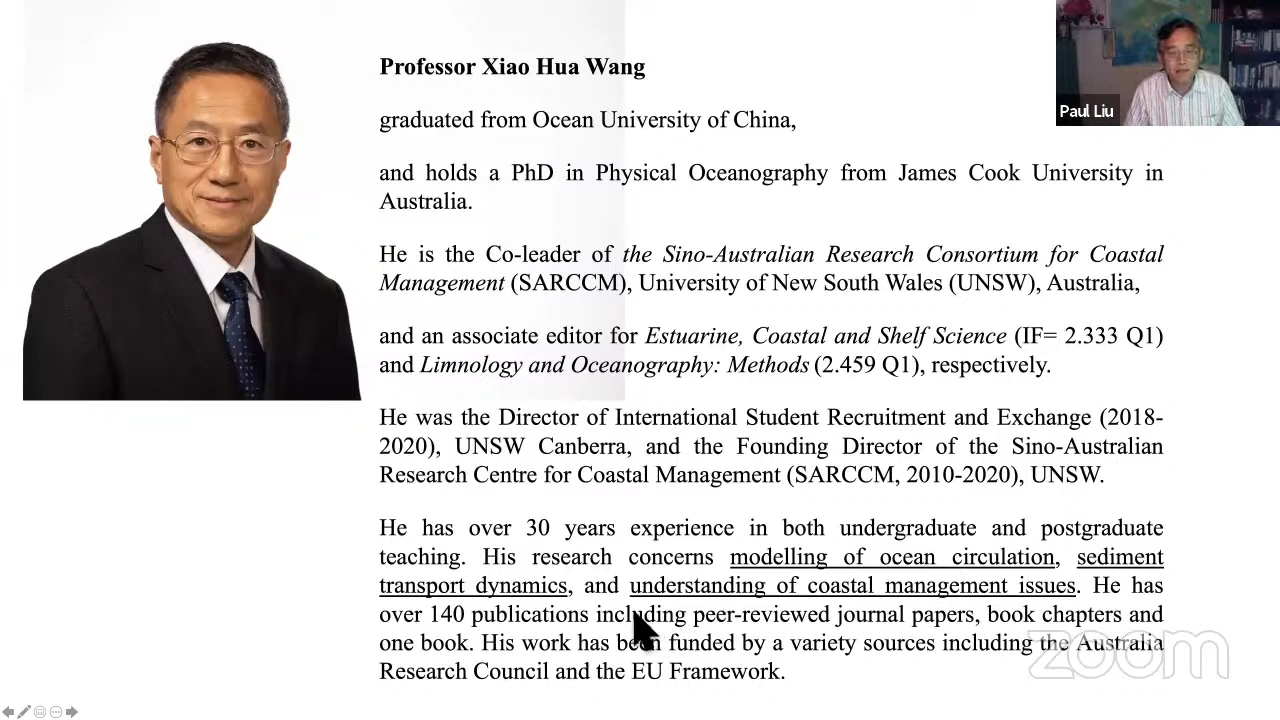 Professor Xiao Hua Wang
Paul Liu
graduated from Ocean University of China,
and holds a PhD in Physical Oceanography from James Cook University in
Australia.
He is the Co-leader of the Sino-Australian Research Consortium for Coastal
Management (SARCCM), University of New South Wales (UNSW), Australia,
and an associate editor for Estuarine, Coastal and Shelf Science (IF= 2.333 Q1)
and Limnology and Oceanography: Methods (2.459 Q1), respectively.
He was the Director of International Student Recruitment and Exchange (2018-
2020), UNSW Canberra, and the Founding Director of the Sino-Australian
Research Centre for Coastal Management (SARCCM, 2010-2020), UNSW.
He has over 30 years experience in both undergraduate and postgraduate
teaching. His research concerns modelling of ocean circulation, sediment
transport dynamics, and understanding of coastal management issues. He has
over 140 publications including peer-reviewed journal papers, book chapters and
one book. His work has been funded by a variety sources including the Australia
Research Council and the EU Framework.
zoom